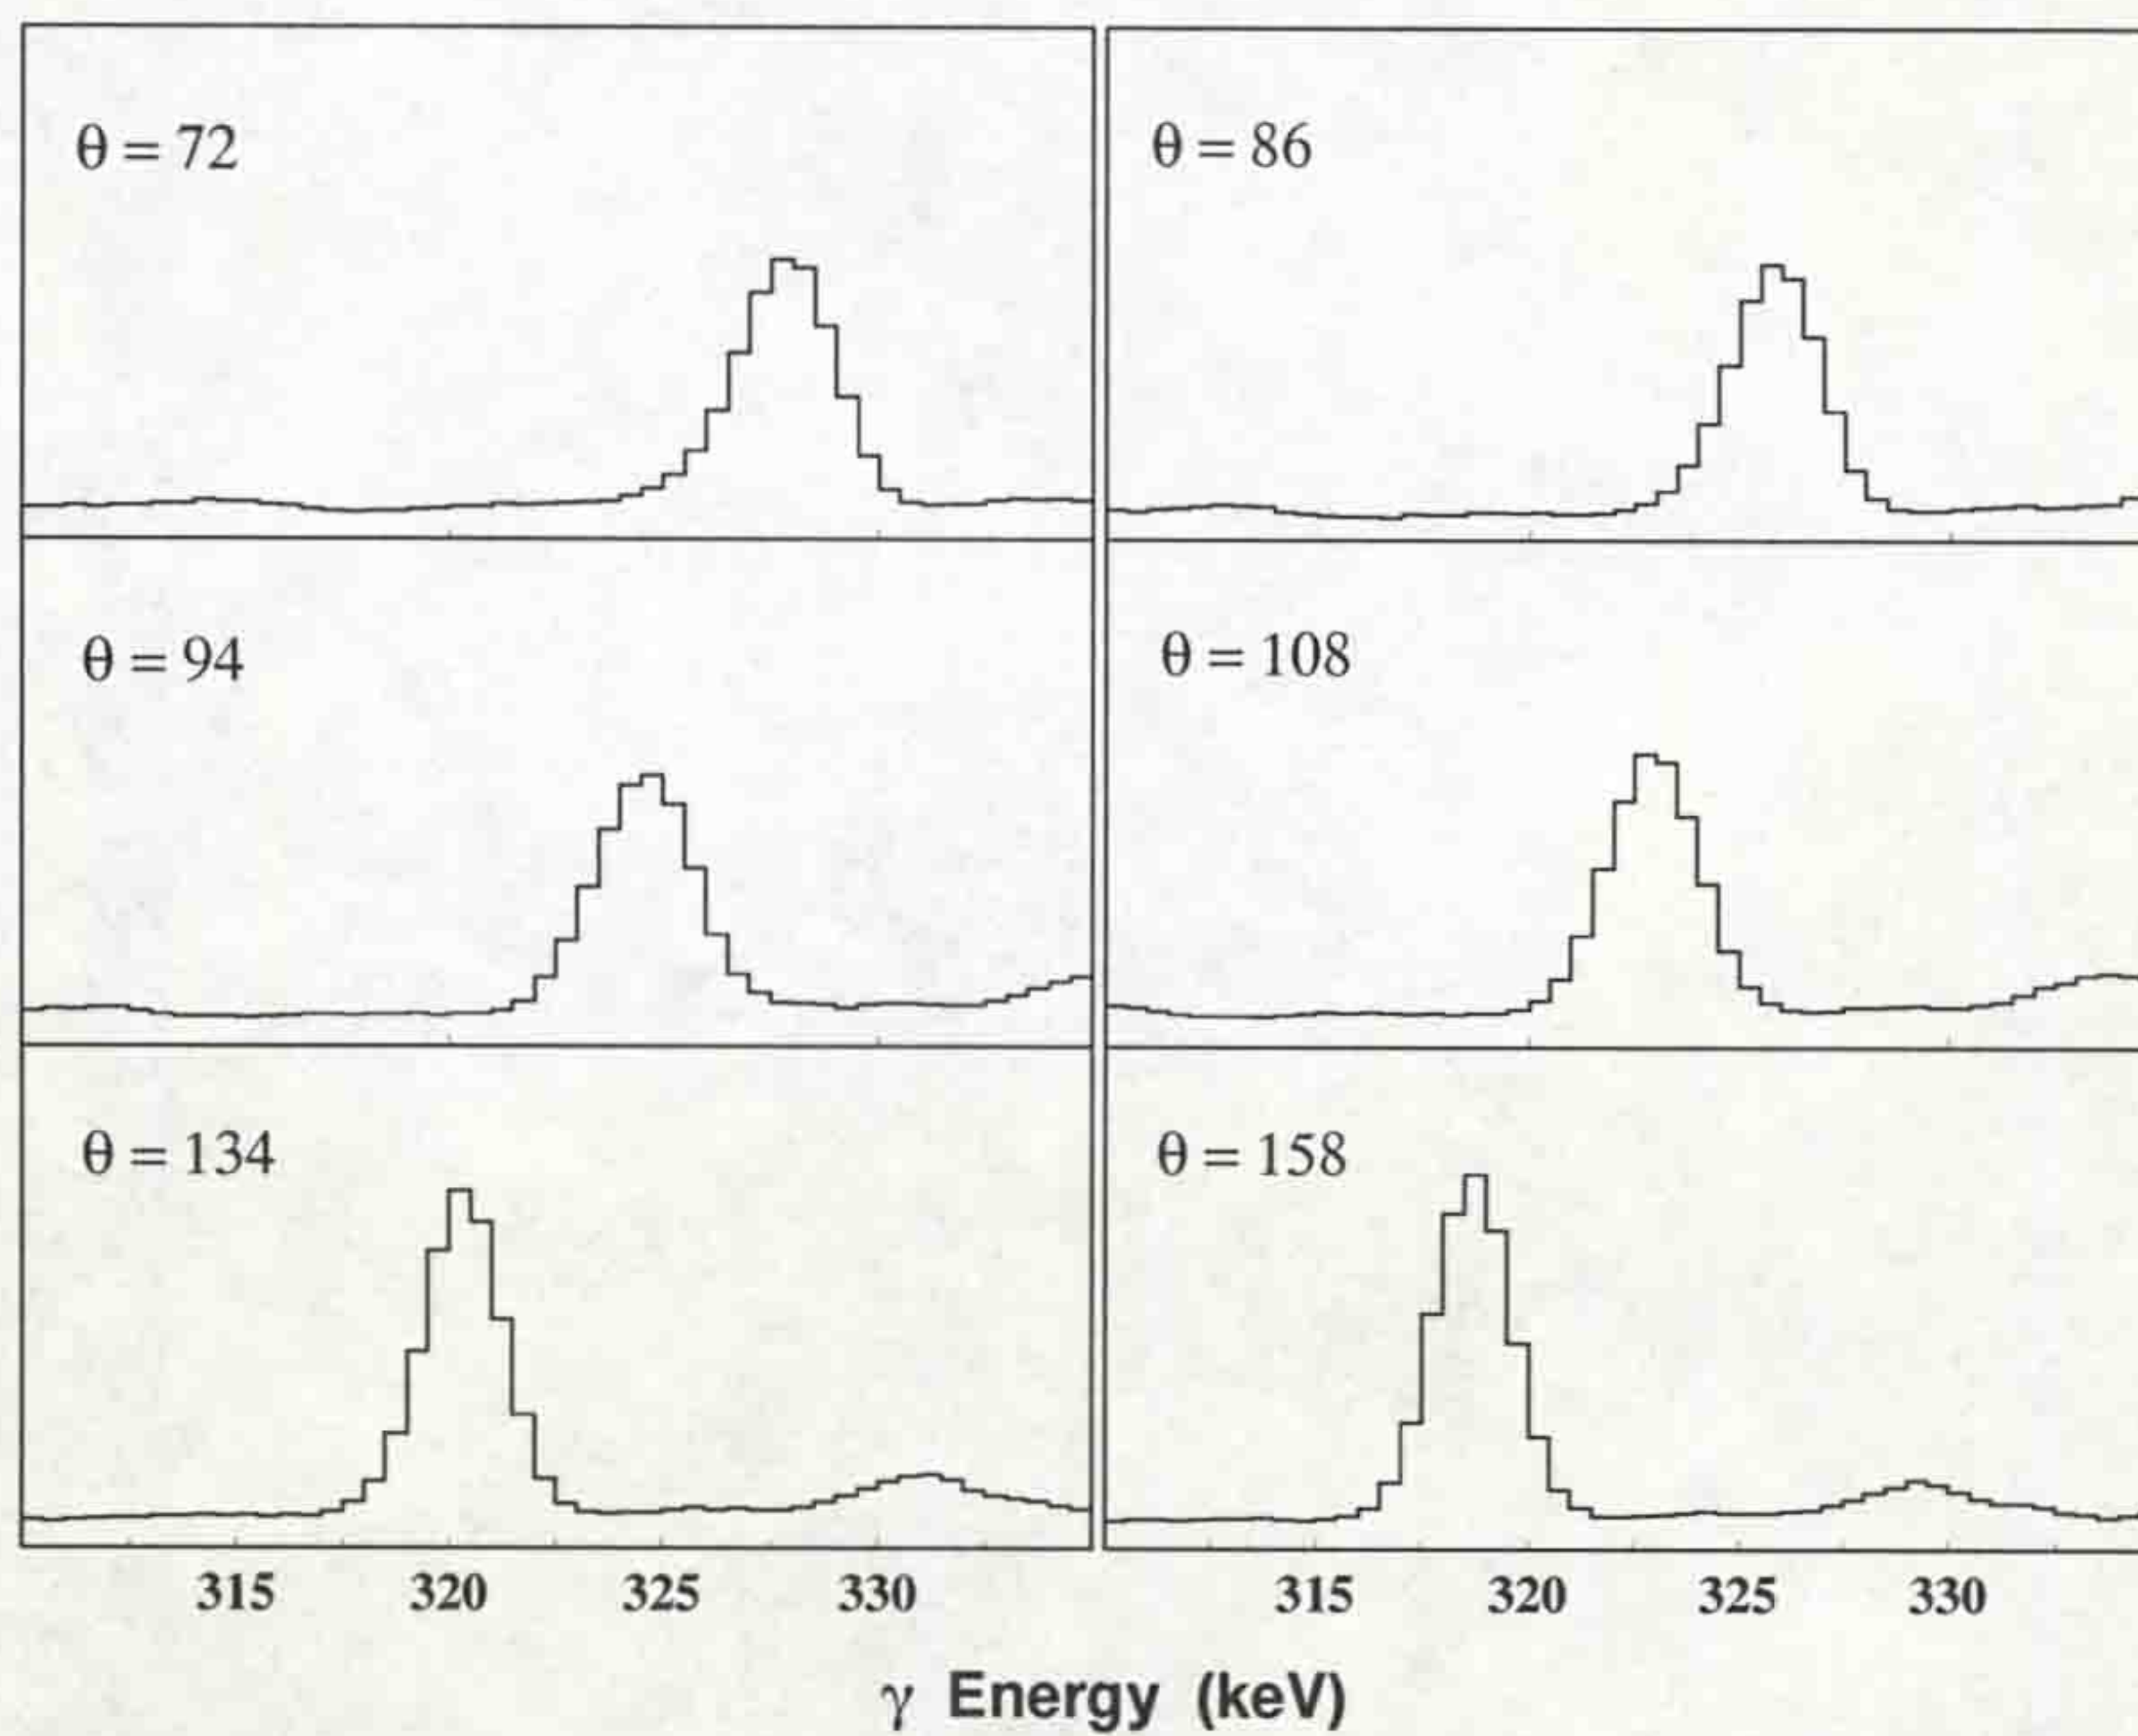 θ = 72
θ = 86
θ = 94
θ = 108
θ = 134
θ = 158
315 320 325 330
315 320 325 330
γ Energy (keV)